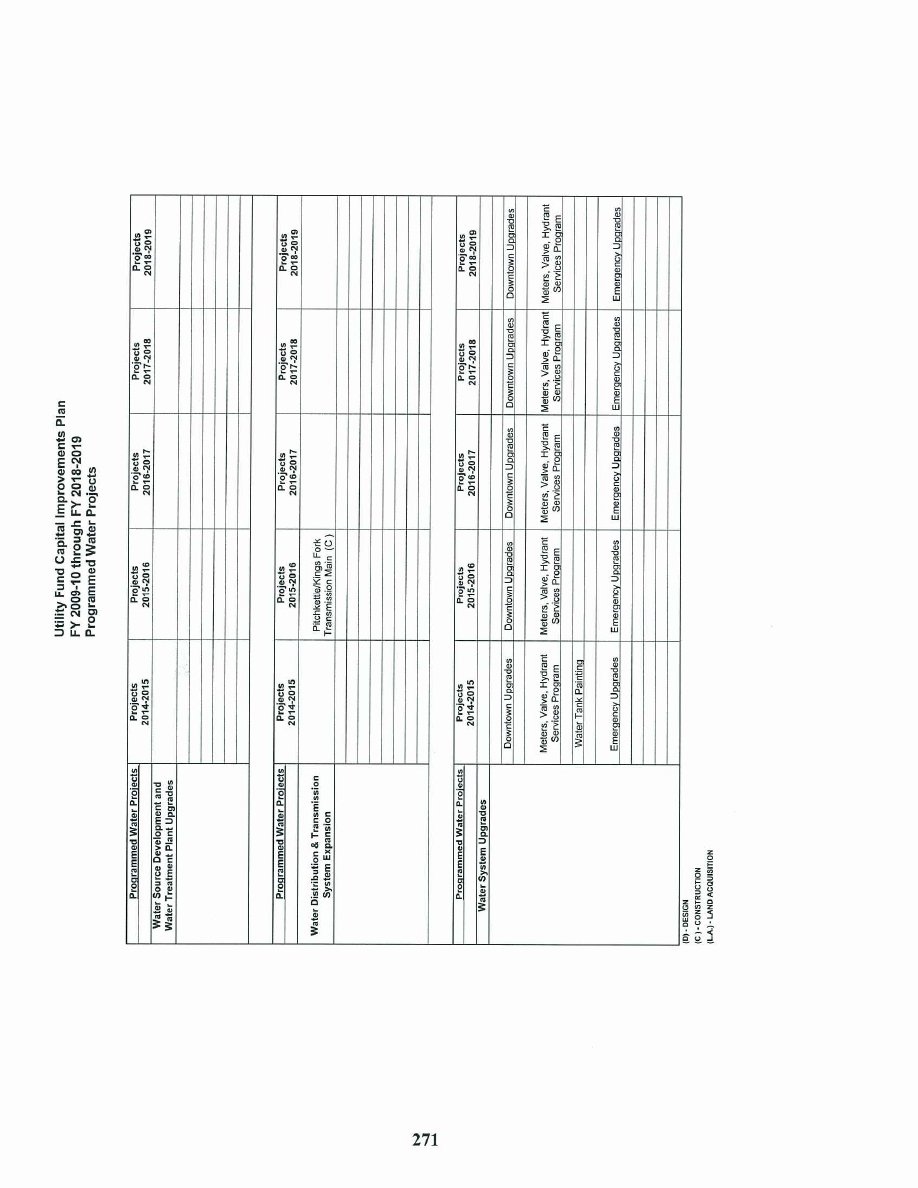 Utility Fund Capital Improvements Plan
FY 2009-10 through FY 2018-2019
Programmed Water Projects
Programmed Water Projects Projects Projects Projects Projects Projects
2014-2015 2015-2016 2016-2017 2017-2018 2018-2019
Water Source Development and
Water Treatment Plant Upgrades
Programmed Water Projects Projects Projects Projects Projects Projects
2014-2015 2015-2016 2016-2017 2017-2018 2018-2019
Water Distribution & Transmission Pitchkettle/Kings Fork
System Expansion Transmission Main (C )
Programmed Water Projects Projects Projects Projects Projects Projects
2014-2015 2015-2016 2016-2017 2017-2018 2018-2019
Water System Upgrades
Downtown Upgrades Downtown Upgrades Downtown Upgrades Downtown Upgrades Downtown Upgrades
Meters, Valve, Hydrant Meters, Valve, Hydrant Meters, Valve, Hydrant Meters, Valve, Hydrant Meters, Valve, Hydrant
Services Program Services Program Services Program Services Program Services Program
Water Tank Painting
Emergency Upgrades Emergency Upgrades Emergency Upgrades Emergency Upgrades Emergency Upgrades
(D) - DESIGN
(C ) - CONSTRUCTION
(L.A.) - LAND ACQUISITION
271